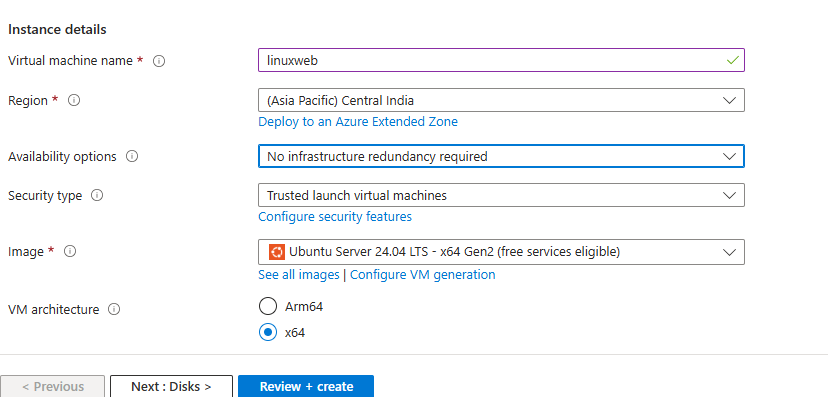 Instance details
Virtual machine name *
linuxweb
Region *
(Asia Pacific) Central India
Deploy to an Azure Extended Zone
Availability options
No infrastructure redundancy required
Security type
Trusted launch virtual machines
Configure security features
Image *
Ubuntu Server 24.04 LTS - x64 Gen2 (free services eligible)
See all images | Configure VM generation
VM architecture
Arm64
x64
< Previous
Next : Disks >
Review + create